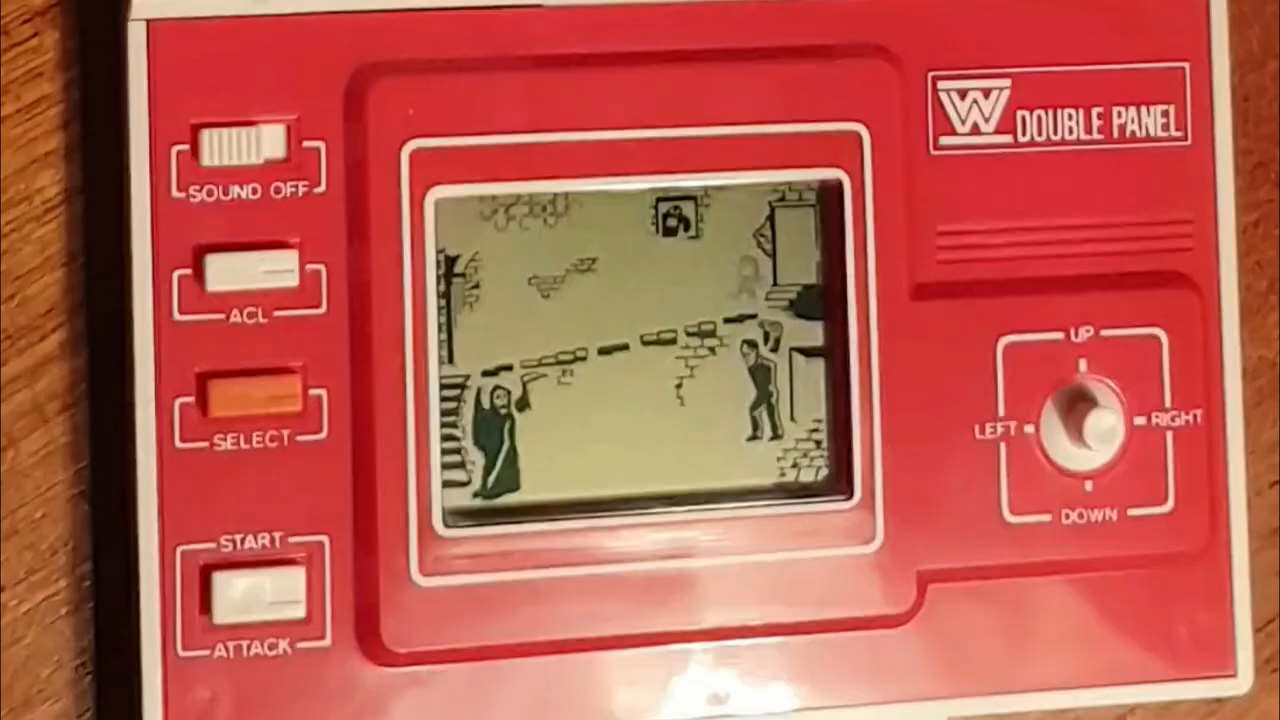 W DOUBLE PANEL
SOUND OFF
ACL
SELECT
START
ATTACK
UP
LEFT
RIGHT
DOWN